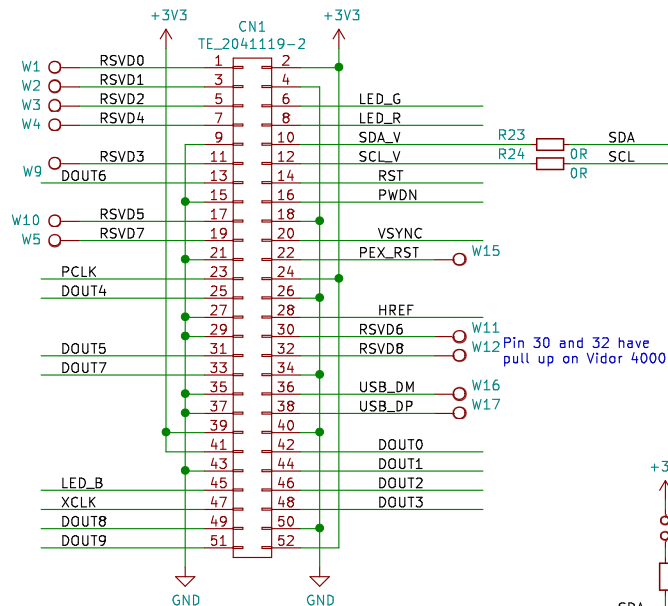 +3V3 +3V3
CN1
TE_2041119-2
W1 RSVD0 1 2
W2 RSVD1 3 4
W3 RSVD2 5 6 LED_G
W4 RSVD4 7 8 LED_R
9 10 SDA_V R23 0R SDA
W9 RSVD3 11 12 SCL_V R24 0R SCL
DOUT6 13 14 RST
15 16 PWDN
W10 RSVD5 17 18
W5 RSVD7 19 20 VSYNC
21 22 PEX_RST W15
PCLK 23 24
DOUT4 25 26
27 28 HREF
29 30 RSVD6 W11
DOUT5 31 32 RSVD8 W12
Pin 30 and 32 have
pull up on Vidor 4000
DOUT7 33 34
35 36 USB_DM W16
37 38 USB_DP W17
39 40
41 42 DOUT0
43 44 DOUT1
LED_B 45 46 DOUT2
XCLK 47 48 DOUT3
DOUT8 49 50
DOUT9 51 52
GND GND